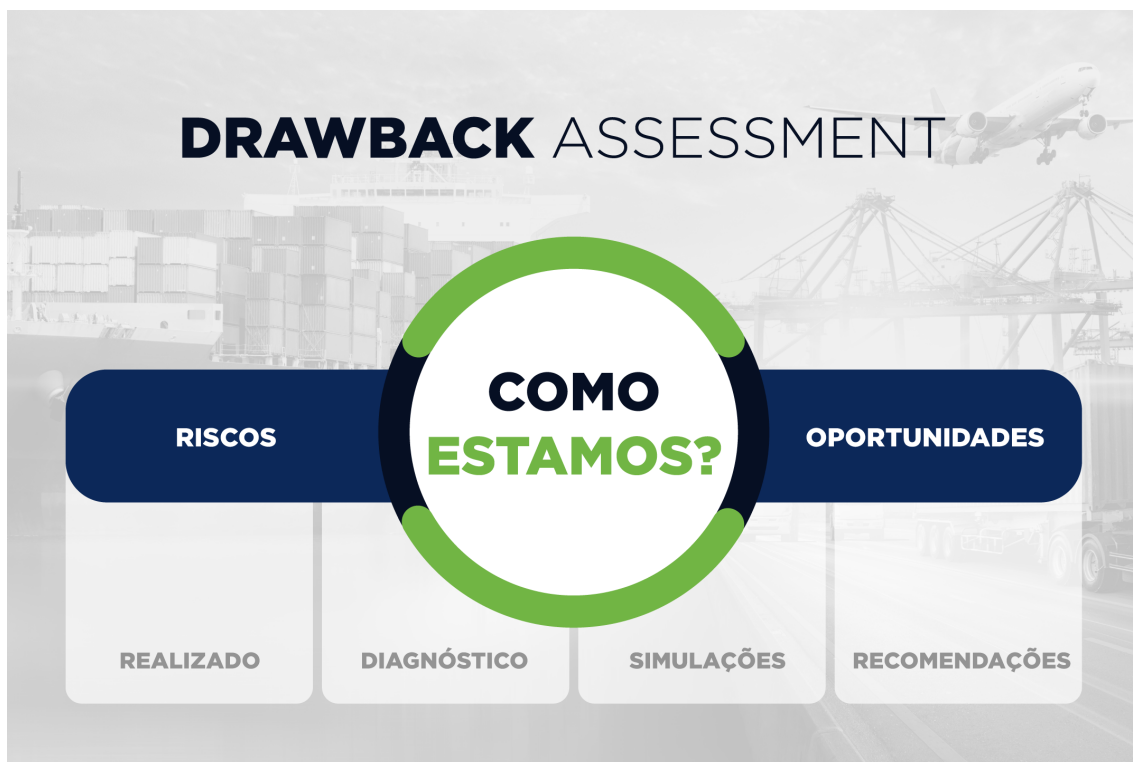 DRAWBACK ASSESSMENT
RISCOS
COMO
ESTAMOS?
OPORTUNIDADES
REALIZADO
DIAGNÓSTICO
SIMULAÇÕES
RECOMENDAÇÕES